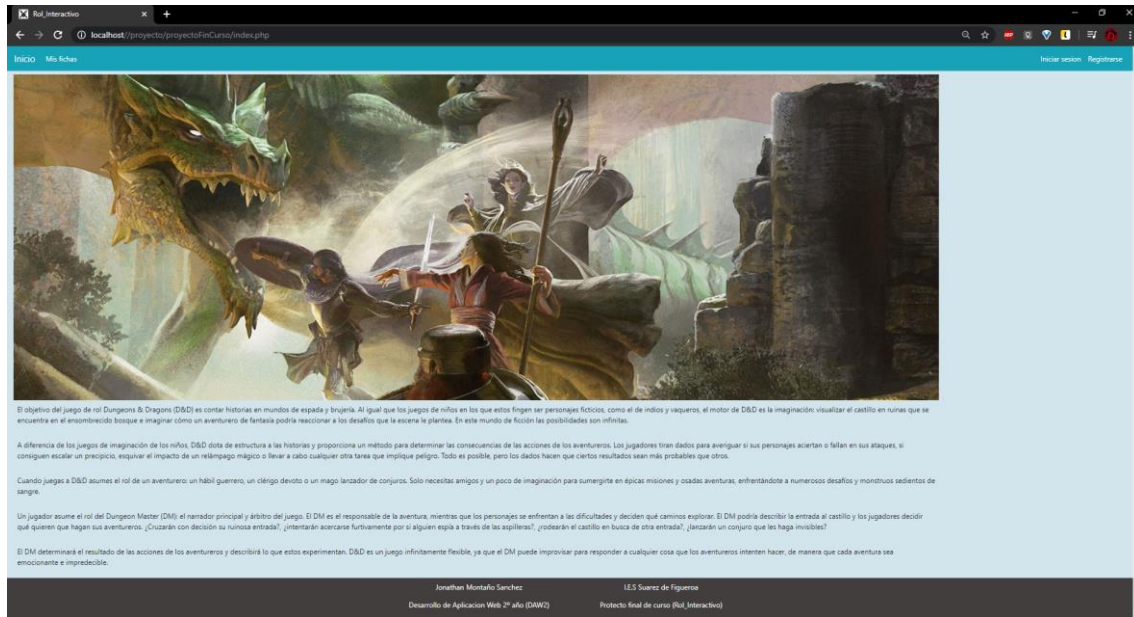 Rol_Interactivo
localhost//proyecto/proyectoFinCurso/index.php
Inicio Mis fichas Iniciar sesion Registrarse
El objetivo del juego de rol Dungeons & Dragons (D&D) es contar historias en mundos de espada y brujería. Al igual que los juegos de niños en los que estos fingen ser personajes ficticios, como el de indios y vaqueros, el motor de D&D es la imaginación: visualizar el castillo en ruinas que se
encuentra en el ensombrecido bosque e imaginar cómo un aventurero de fantasía podría reaccionar a los desafíos que la escena le plantea. En este mundo de ficción las posibilidades son infinitas.
A diferencia de los juegos de imaginación de los niños, D&D dota de estructura a las historias y proporciona un método para determinar las consecuencias de las acciones de los aventureros. Los jugadores tiran dados para averiguar si sus personajes aciertan o fallan en sus ataques, si
consiguen escalar un precipicio, esquivar el impacto de un relámpago mágico o llevar a cabo cualquier otra tarea que implique peligro. Todo es posible, pero los dados hacen que ciertos resultados sean más probables que otros.
Cuando juegas a D&D asumes el rol de un aventurero: un hábil guerrero, un clérigo devoto o un mago lanzador de conjuros. Solo necesitas amigos y un poco de imaginación para sumergirte en épicas misiones y osadas aventuras, enfrentándote a numerosos desafíos y monstruos sedientos de
sangre.
Un jugador asume el rol del Dungeon Master (DM): el narrador principal y árbitro del juego. El DM es el responsable de la aventura, mientras que los personajes se enfrentan a las dificultades y deciden qué caminos explorar. El DM podría describir la entrada al castillo y los jugadores decidir
qué quieren que hagan sus aventureros. ¿Cruzarán con decisión su ruinosa entrada?, ¿intentarán acercarse furtivamente por si alguien espía a través de las aspilleras?, ¿rodearán el castillo en busca de otra entrada?, ¿lanzarán un conjuro que les haga invisibles?
El DM determinará el resultado de las acciones de los aventureros y describirá lo que estos experimentan. D&D es un juego infinitamente flexible, ya que el DM puede improvisar para responder a cualquier cosa que los aventureros intenten hacer, de manera que cada aventura sea
emocionante e impredecible.
Jonathan Montaño Sanchez I.E.S Suarez de Figueroa
Desarrollo de Aplicacion Web 2º año (DAW2) Protecto final de curso (Rol_Interactivo)